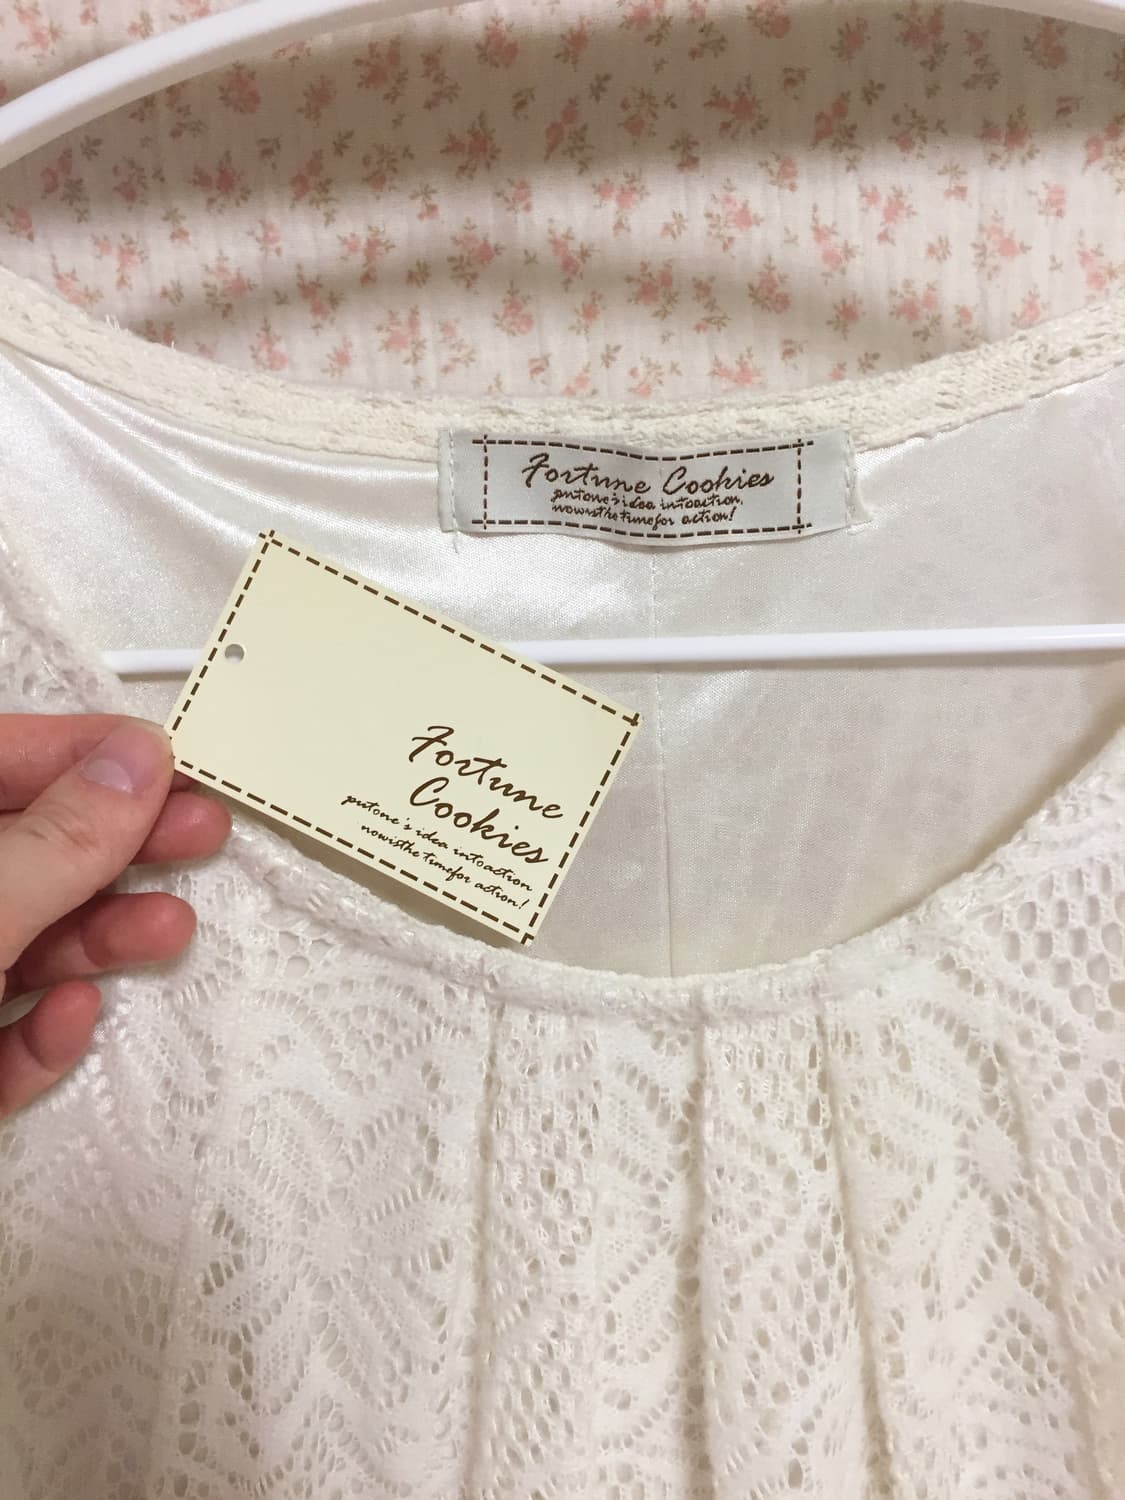 Fortune Cookies
putone's idea intoaction,
nowisthe timefor action!
Fortune
Cookies
putone's idea intoaction
nowisthe timefor action!